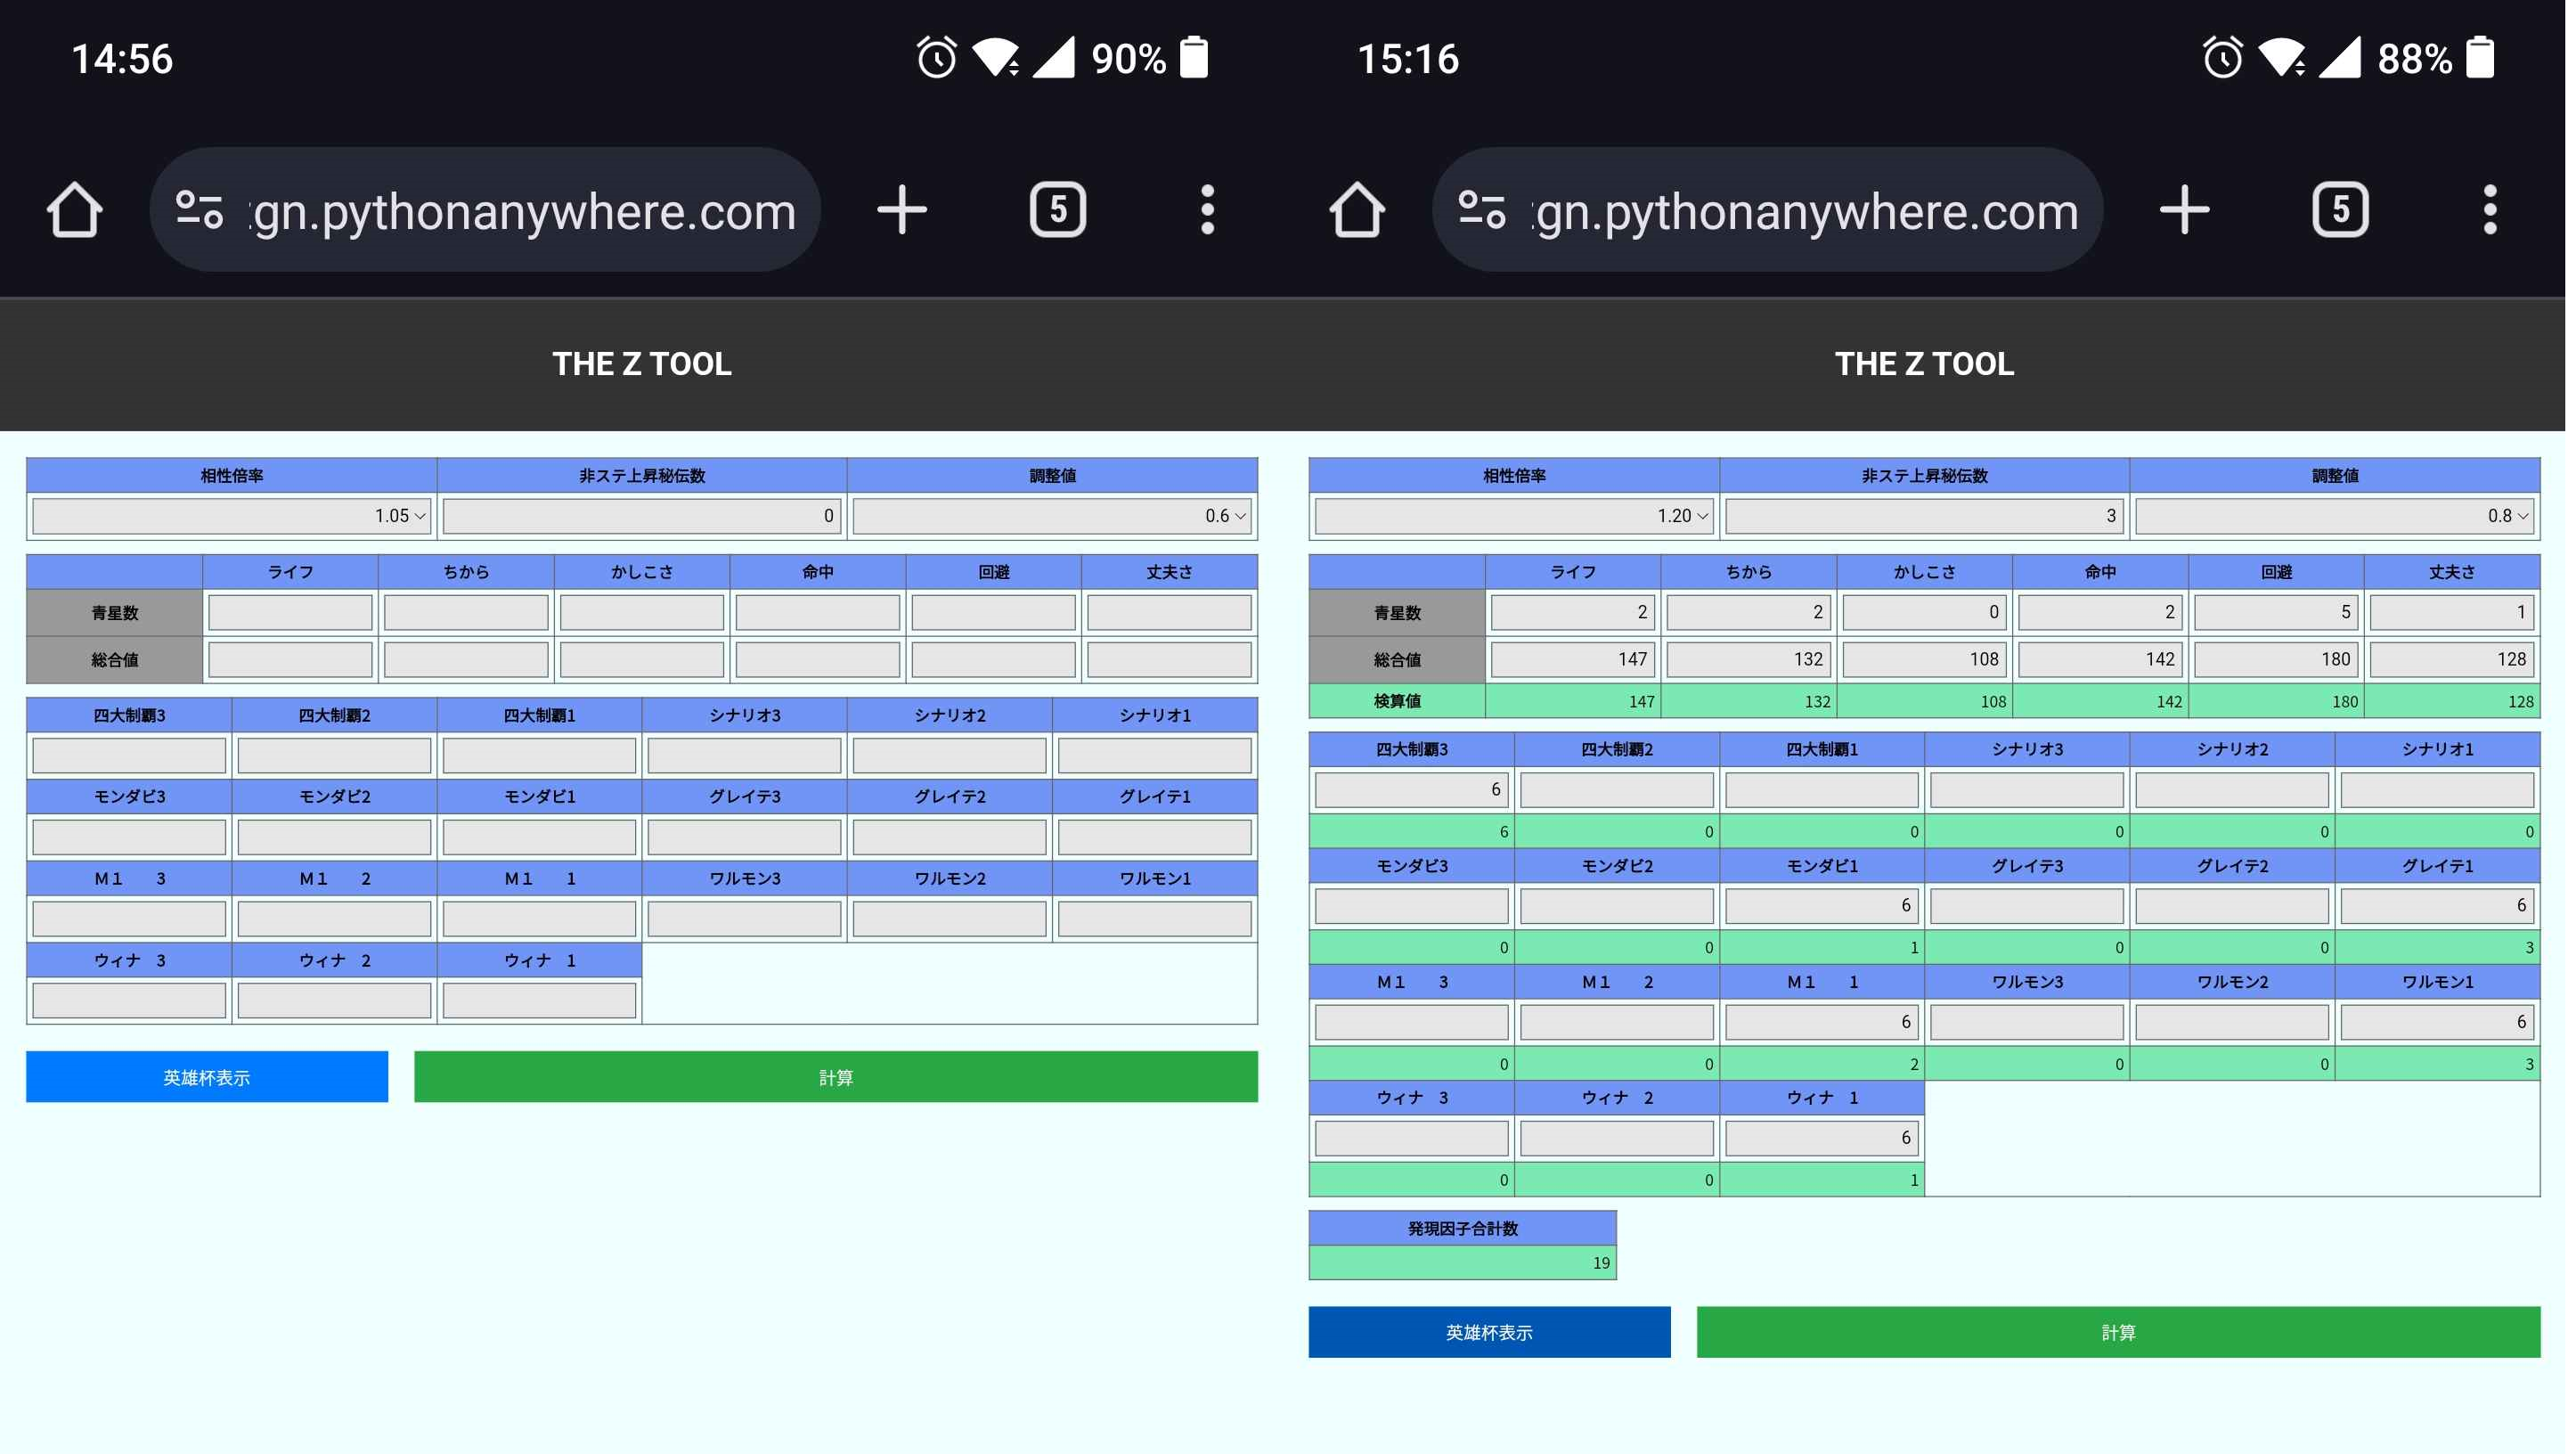 14:56 90%
:gn.pythonanywhere.com 5
THE Z TOOL
相性倍率 非ステ上昇秘伝数 調整値
1.05 0 0.6
ライフ ちから かしこさ 命中 回避 丈夫さ
青星数
総合値
四大制覇3 四大制覇2 四大制覇1 シナリオ3 シナリオ2 シナリオ1
モンダビ3 モンダビ2 モンダビ1 グレイテ3 グレイテ2 グレイテ1
M1 3 M1 2 M1 1 ワルモン3 ワルモン2 ワルモン1
ウィナ 3 ウィナ 2 ウィナ 1
英雄杯表示 計算
15:16 88%
:gn.pythonanywhere.com 5
THE Z TOOL
相性倍率 非ステ上昇秘伝数 調整値
1.20 3 0.8
ライフ ちから かしこさ 命中 回避 丈夫さ
青星数 2 2 0 2 5 1
総合値 147 132 108 142 180 128
検算値 147 132 108 142 180 128
四大制覇3 四大制覇2 四大制覇1 シナリオ3 シナリオ2 シナリオ1
6
6 0 0 0 0 0
モンダビ3 モンダビ2 モンダビ1 グレイテ3 グレイテ2 グレイテ1
6 6
0 0 1 0 0 3
M1 3 M1 2 M1 1 ワルモン3 ワルモン2 ワルモン1
6 6
0 0 2 0 0 3
ウィナ 3 ウィナ 2 ウィナ 1
6
0 0 1
発現因子合計数
19
英雄杯表示 計算